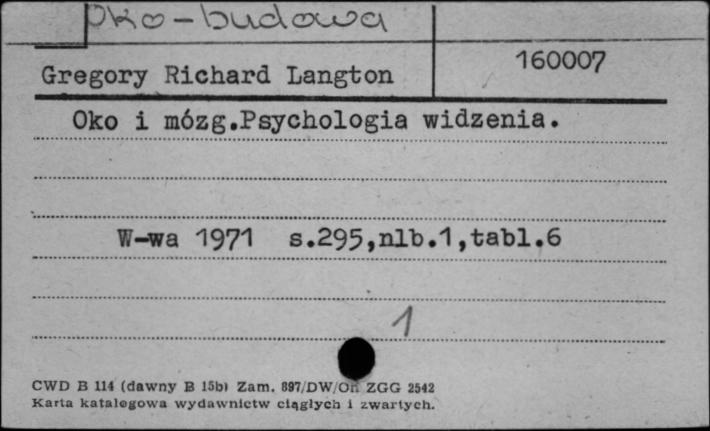 Oko - budowa
160007
Gregory Richard Langton
Oko i mózg.Psychologia widzenia.
W-wa 1971 s.295,nlb.1,tabl.6
1
CWD B 114 (dawny B 15b) Zam. 897/DW/On ZGG 2542
Karta katalogowa wydawnictw ciągłych i zwartych.